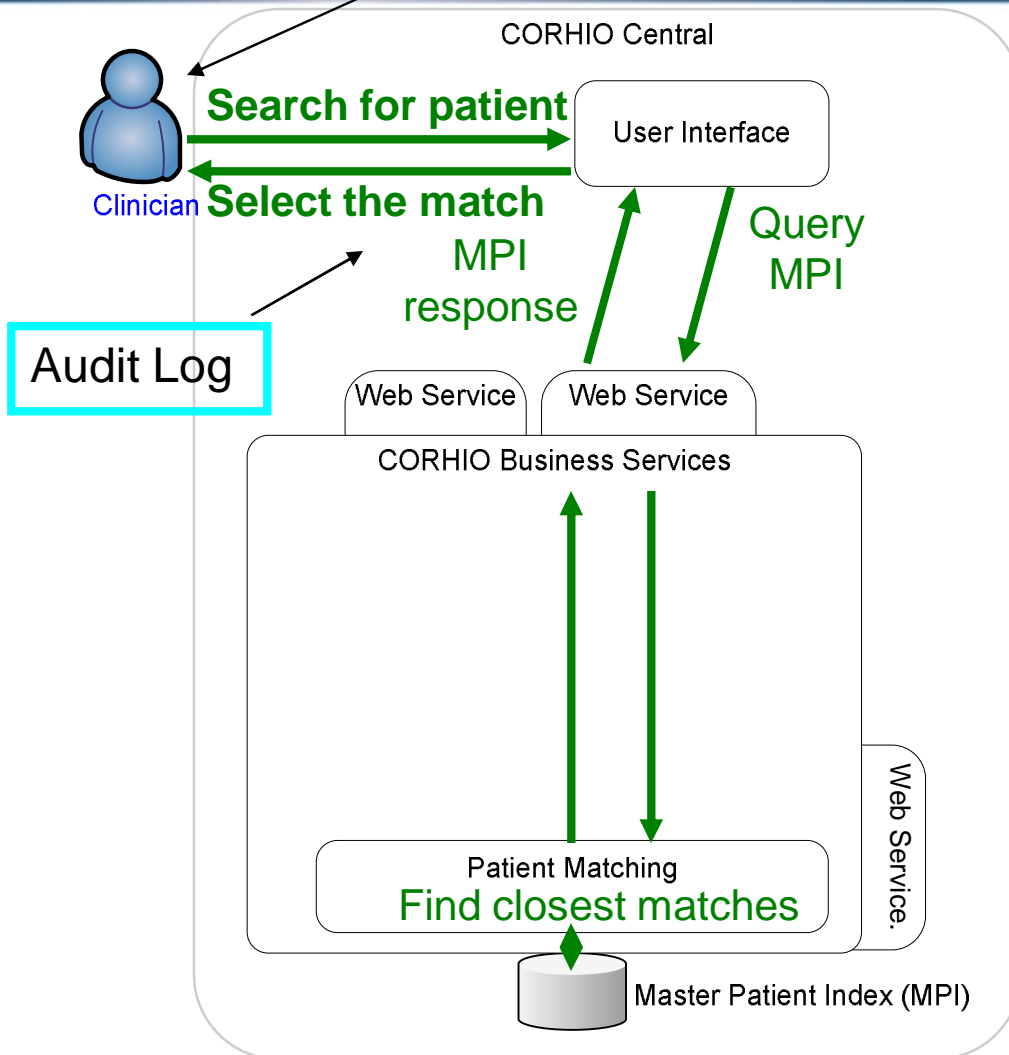 CORHIO Central
Search for patient
User Interface
Clinician
Select the match
MPI
response
Query
MPI
Audit Log
Web Service
Web Service
CORHIO Business Services
Web Service.
Patient Matching
Find closest matches
Master Patient Index (MPI)